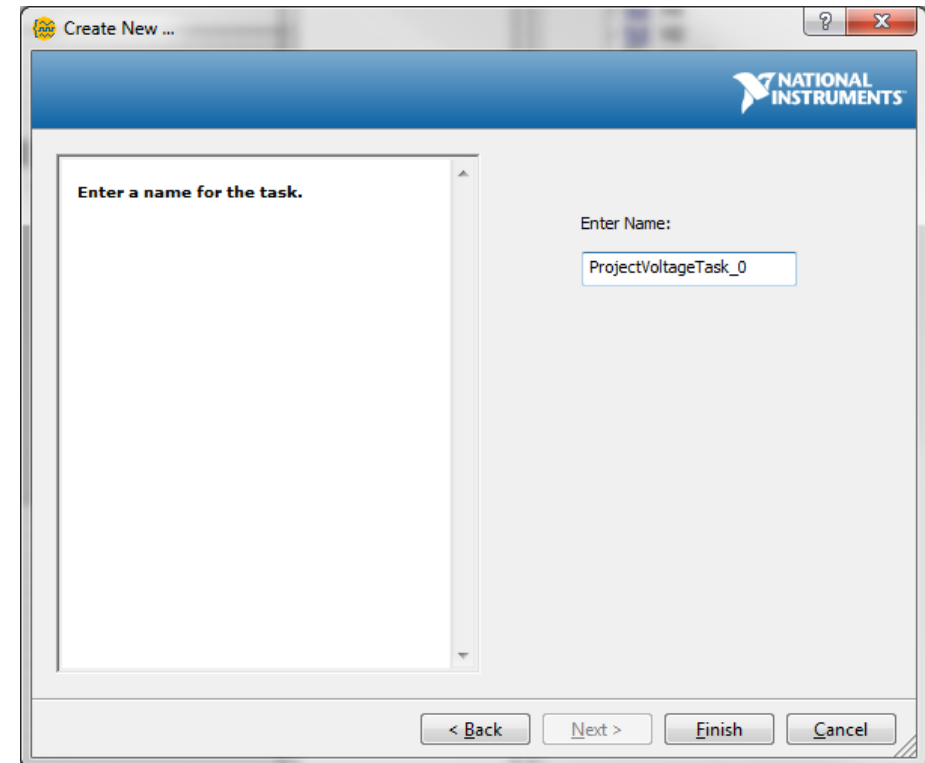 Create New ...
NATIONAL
INSTRUMENTS
Enter a name for the task.
Enter Name:
ProjectVoltageTask_0
< Back
Next >
Finish
Cancel